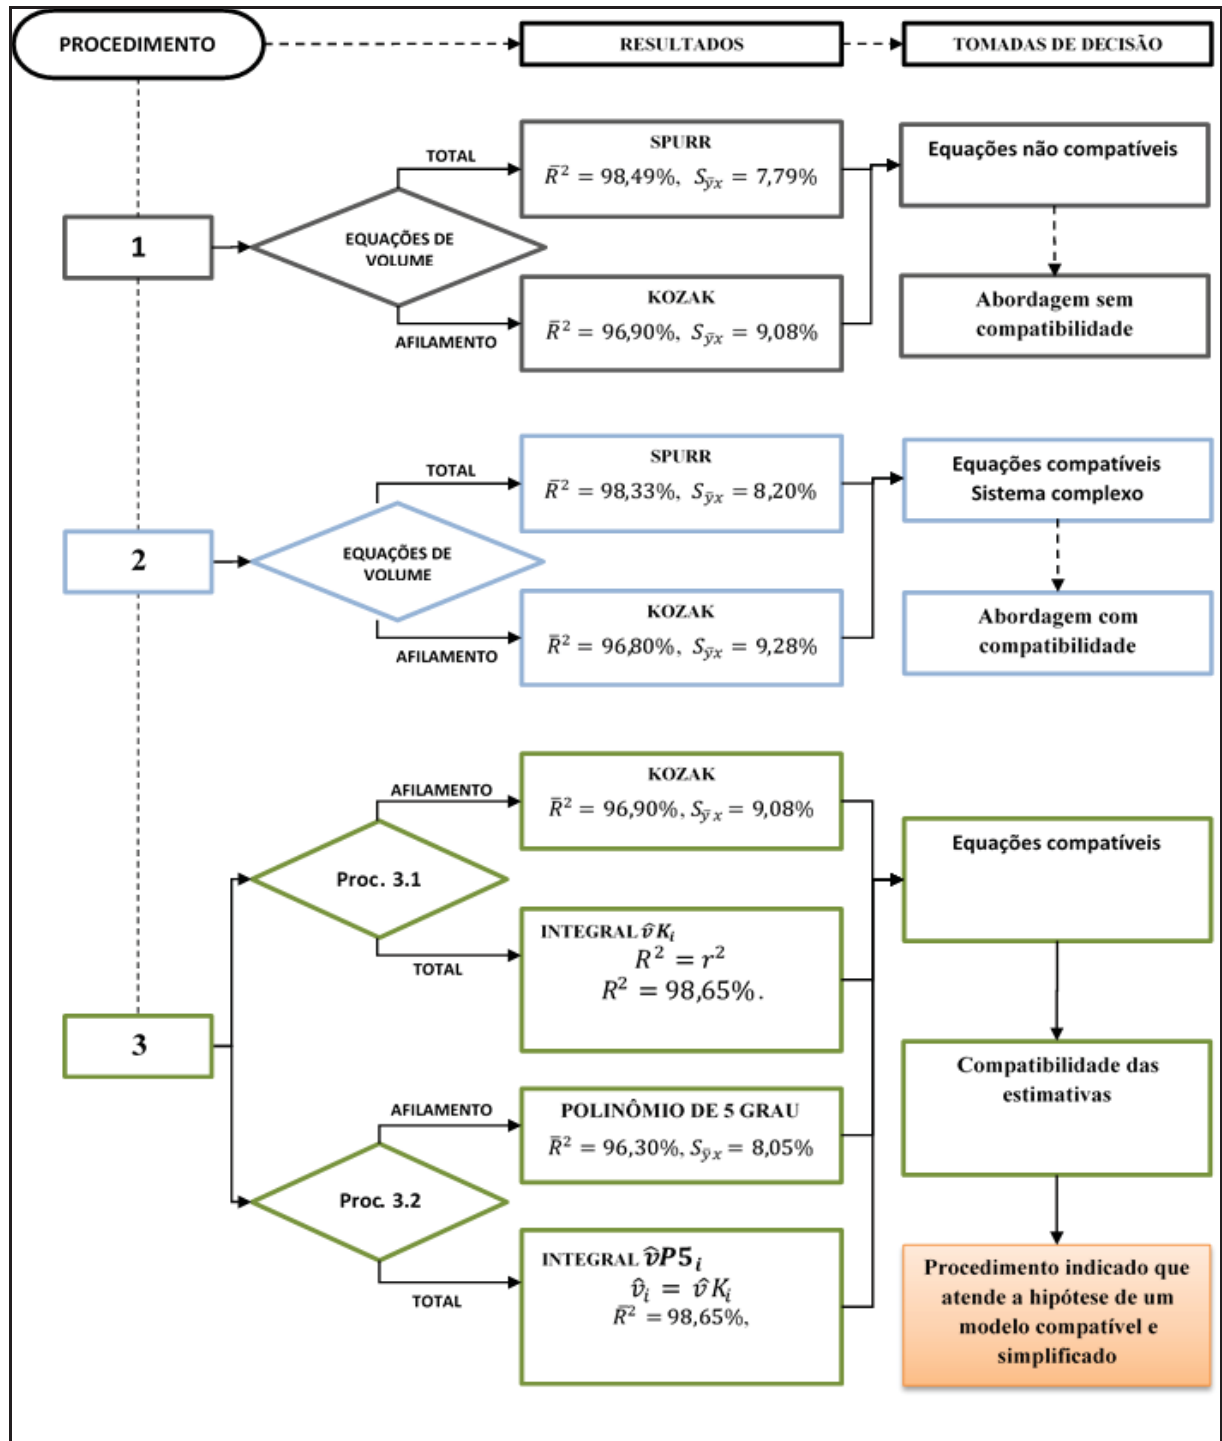 PROCEDIMENTO
RESULTADOS
TOMADAS DE DECISÃO
1
EQUAÇÕES DE
VOLUME
TOTAL
AFILAMENTO
SPURR
R̄² = 98,49%, Sȳx = 7,79%
KOZAK
R̄² = 96,90%, Sȳx = 9,08%
Equações não compatíveis
Abordagem sem
compatibilidade
2
EQUAÇÕES DE
VOLUME
TOTAL
AFILAMENTO
SPURR
R̄² = 98,33%, Sȳx = 8,20%
KOZAK
R̄² = 96,80%, Sȳx = 9,28%
Equações compatíveis
Sistema complexo
Abordagem com
compatibilidade
3
Proc. 3.1
AFILAMENTO
TOTAL
KOZAK
R̄² = 96,90%, Sȳx = 9,08%
INTEGRAL v̂Kᵢ
R² = r²
R² = 98,65%.
Proc. 3.2
AFILAMENTO
TOTAL
POLINÔMIO DE 5 GRAU
R̄² = 96,30%, Sȳx = 8,05%
INTEGRAL v̂P5ᵢ
v̂ᵢ = v̂Kᵢ
R̄² = 98,65%,
Equações compatíveis
Compatibilidade das
estimativas
Procedimento indicado que
atende a hipótese de um
modelo compatível e
simplificado